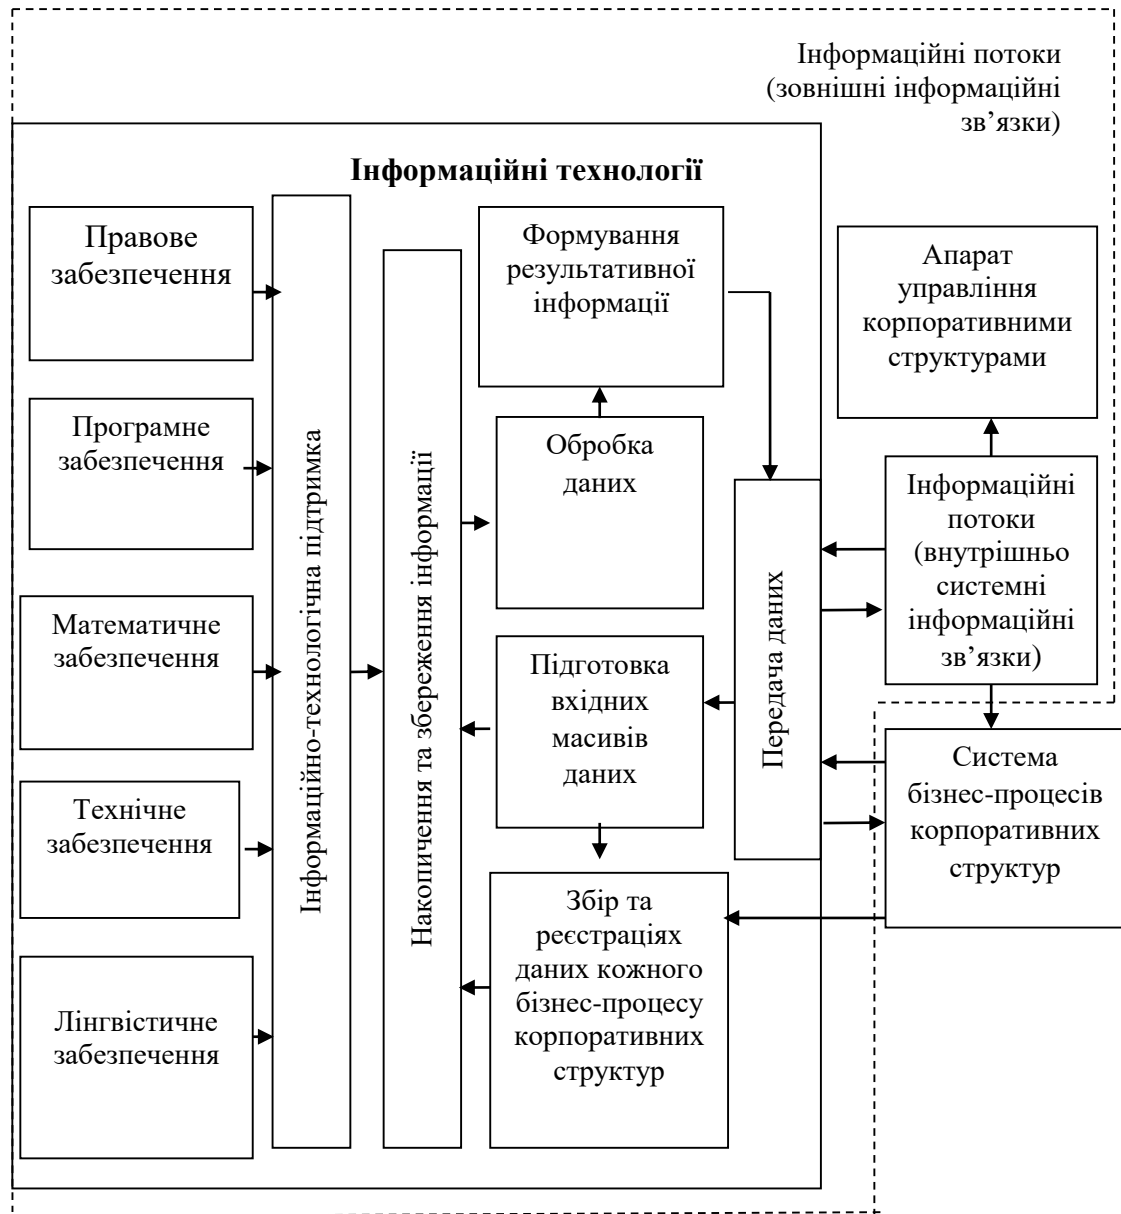 Інформаційні потоки
(зовнішні інформаційні
зв’язки)
Інформаційні технології
Правове
забезпечення
Програмне
забезпечення
Математичне
забезпечення
Технічне
забезпечення
Лінгвістичне
забезпечення
Інформаційно-технологічна підтримка
Накопичення та збереження інформації
Формування
результативної
інформації
Обробка
даних
Підготовка
вхідних
масивів
даних
Збір та
реєстраціях
даних кожного
бізнес-процесу
корпоративних
структур
Передача даних
Апарат
управління
корпоративними
структурами
Інформаційні
потоки
(внутрішньо
системні
інформаційні
зв’язки)
Система
бізнес-процесів
корпоративних
структур